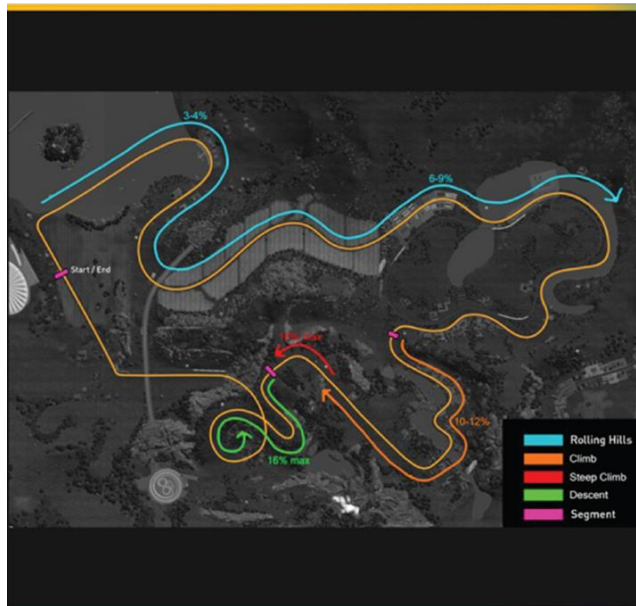 3-4%
6-9%
Start / End
10-12%
16% max
Rolling Hills
Climb
Steep Climb
Descent
Segment